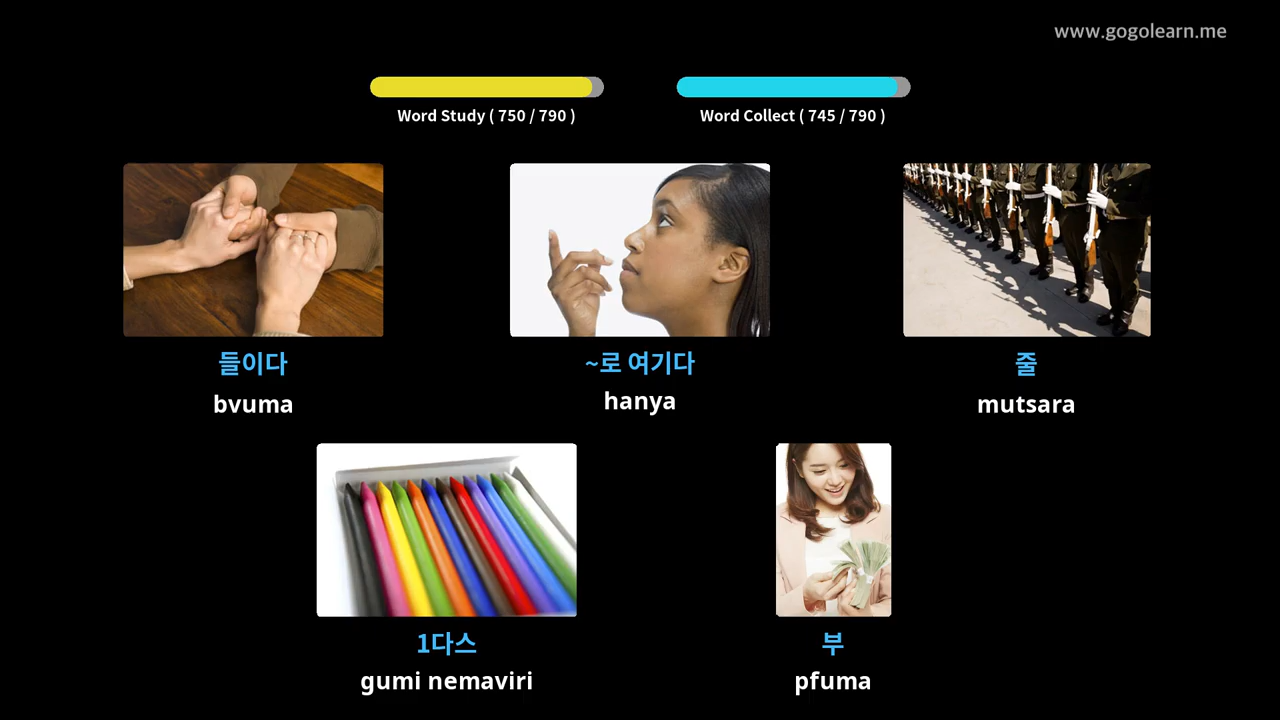 www.gogolearn.me
Word Study ( 750 / 790 )
Word Collect ( 745 / 790 )
들이다
bvuma
~로 여기다
hanya
줄
mutsara
1다스
gumi nemaviri
부
pfuma